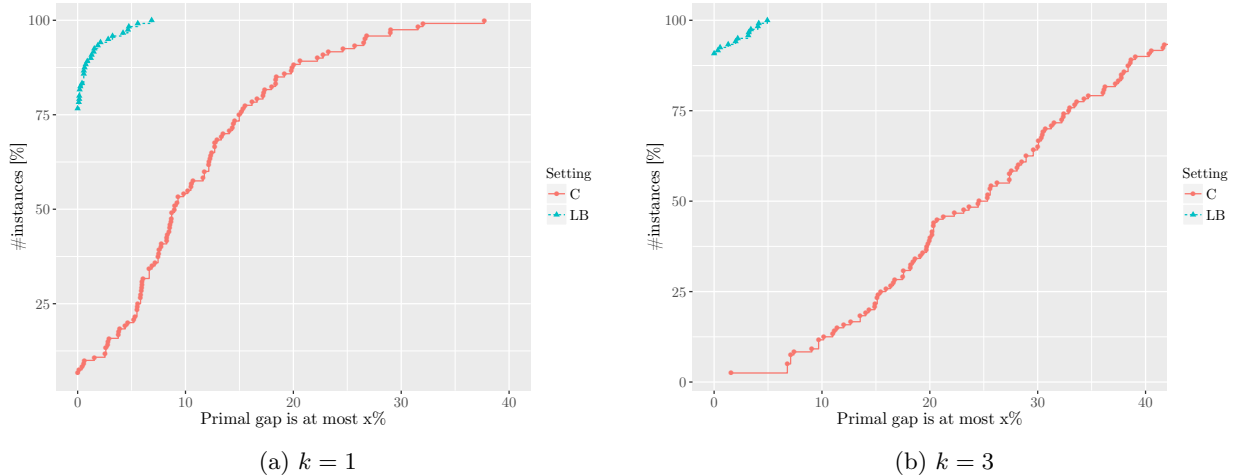 100
75
50
25
#instances [%]
0
10
20
30
40
Primal gap is at most x%
Setting
C
LB
(a) k = 1
100
75
50
25
0
#instances [%]
0
10
20
30
40
Primal gap is at most x%
Setting
C
LB
(b) k = 3